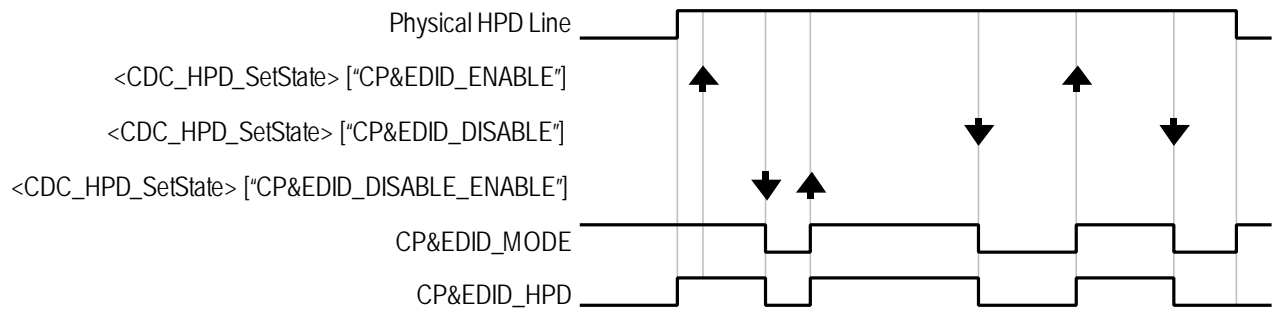 Physical HPD Line
<CDC_HPD_SetState> [“CP&EDID_ENABLE”]
<CDC_HPD_SetState> [“CP&EDID_DISABLE”]
<CDC_HPD_SetState> [“CP&EDID_DISABLE_ENABLE”]
CP&EDID_MODE
CP&EDID_HPD